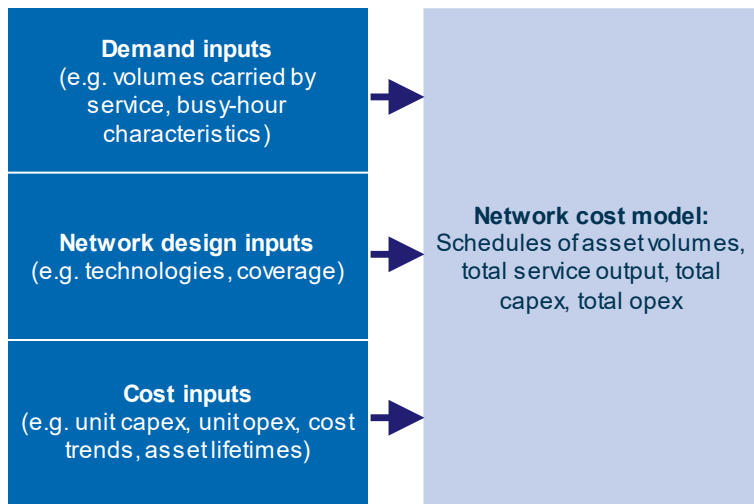 Demand inputs
(e.g. volumes carried by
service, busy-hour
characteristics)
Network design inputs
(e.g. technologies, coverage)
Cost inputs
(e.g. unit capex, unit opex, cost
trends, asset lifetimes)
Network cost model:
Schedules of asset volumes,
total service output, total
capex, total opex